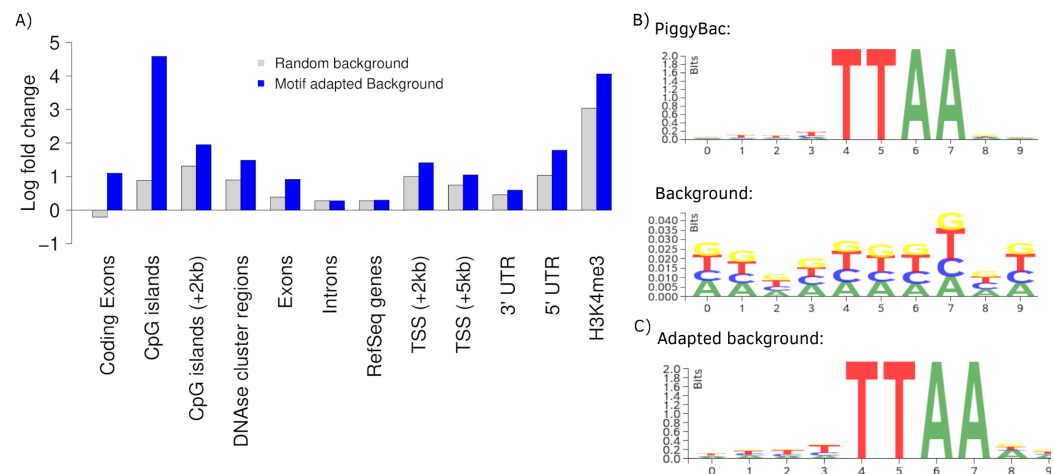 A)
5
4
3
2
1
0
−1
Log fold change
Random background
Motif adapted Background
Coding Exons
CpG islands
CpG islands (+2kb)
DNAse cluster regions
Exons
Introns
RefSeq genes
TSS (+2kb)
TSS (+5kb)
3' UTR
5' UTR
H3K4me3
B)
PiggyBac:
2.0
1.8
1.6
1.4
1.2
1.0
0.8
0.6
0.4
0.2
0.0
Bits
TTAA
0 1 2 3 4 5 6 7 8 9
Background:
0.040
0.035
0.030
0.025
0.020
0.015
0.010
0.005
0.000
Bits
G G G G G G G G G G
T T T T T T T T T T
C C C C C C C C C C
A A A A A A A A A
0 1 2 3 4 5 6 7 8 9
C)
Adapted background:
2.0
1.8
1.6
1.4
1.2
1.0
0.8
0.6
0.4
0.2
0.0
Bits
TTAA
0 1 2 3 4 5 6 7 8 9